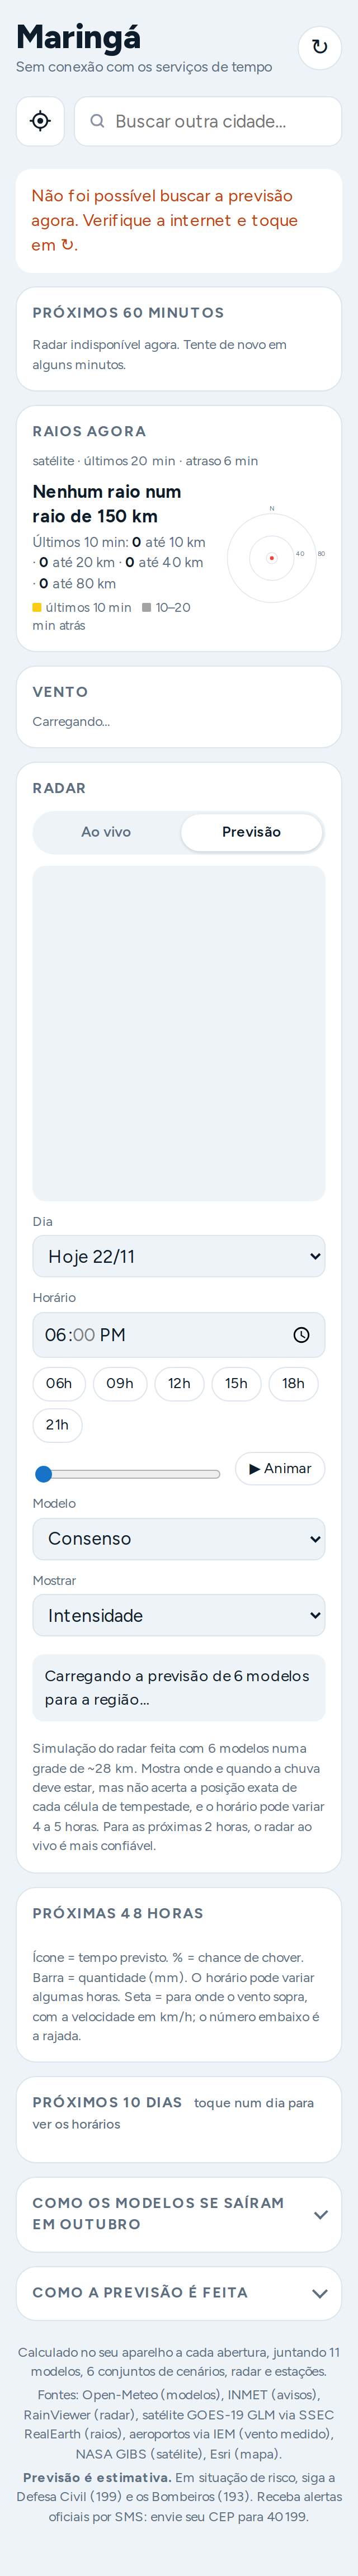 Maringá
Sem conexão com os serviços de tempo
↻
Buscar outra cidade...
Não foi possível buscar a previsão
agora. Verifique a internet e toque
em ↻.
PRÓXIMOS 60 MINUTOS
Radar indisponível agora. Tente de novo em
alguns minutos.
RAIOS AGORA
satélite · últimos 20 min · atraso 6 min
Nenhum raio num
raio de 150 km
Últimos 10 min: 0 até 10 km
· 0 até 20 km · 0 até 40 km
· 0 até 80 km
últimos 10 min 10–20
min atrás
N
40 80
VENTO
Carregando...
RADAR
Ao vivo Previsão
Dia
Hoje 22/11
Horário
06:00 PM
06h 09h 12h 15h 18h
21h
▶ Animar
Modelo
Consenso
Mostrar
Intensidade
Carregando a previsão de 6 modelos
para a região...
Simulação do radar feita com 6 modelos numa
grade de ~28 km. Mostra onde e quando a chuva
deve estar, mas não acerta a posição exata de
cada célula de tempestade, e o horário pode variar
4 a 5 horas. Para as próximas 2 horas, o radar ao
vivo é mais confiável.
PRÓXIMAS 48 HORAS
Ícone = tempo previsto. % = chance de chover.
Barra = quantidade (mm). O horário pode variar
algumas horas. Seta = para onde o vento sopra,
com a velocidade em km/h; o número embaixo é
a rajada.
PRÓXIMOS 10 DIAS toque num dia para
ver os horários
COMO OS MODELOS SE SAÍRAM
EM OUTUBRO
COMO A PREVISÃO É FEITA
Calculado no seu aparelho a cada abertura, juntando 11
modelos, 6 conjuntos de cenários, radar e estações.
Fontes: Open-Meteo (modelos), INMET (avisos),
RainViewer (radar), satélite GOES-19 GLM via SSEC
RealEarth (raios), aeroportos via IEM (vento medido),
NASA GIBS (satélite), Esri (mapa).
Previsão é estimativa. Em situação de risco, siga a
Defesa Civil (199) e os Bombeiros (193). Receba alertas
oficiais por SMS: envie seu CEP para 40199.